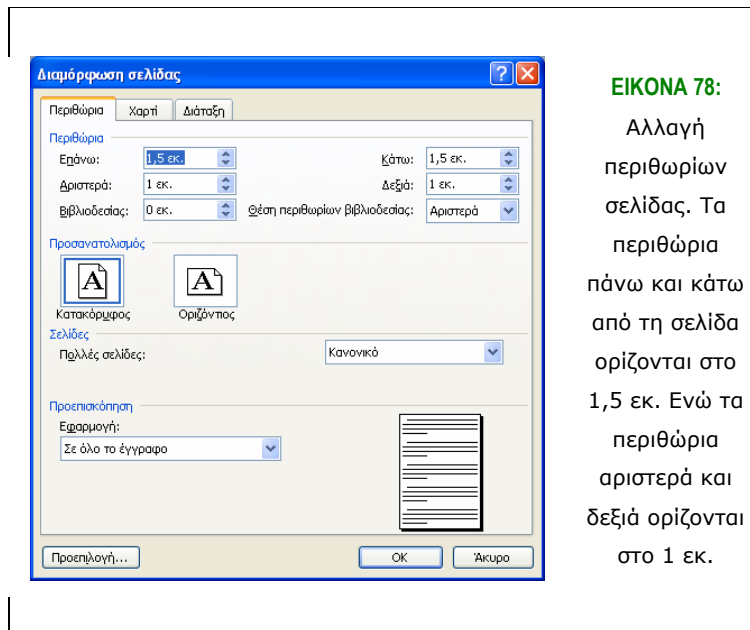 Διαμόρφωση σελίδας
Περιθώρια Χαρτί Διάταξη
Περιθώρια
Επάνω: 1,5 εκ. Κάτω: 1,5 εκ.
Αριστερά: 1 εκ. Δεξιά: 1 εκ.
Βιβλιοδεσίας: 0 εκ. Θέση περιθωρίων βιβλιοδεσίας: Αριστερά
Προσανατολισμός
A A
Κατακόρυφος Οριζόντιος
Σελίδες
Πολλές σελίδες: Κανονικό
Προεπισκόπηση
Εφαρμογή:
Σε όλο το έγγραφο
Προεπιλογή... OK Άκυρο
ΕΙΚΟΝΑ 78:
Αλλαγή
περιθωρίων
σελίδας. Τα
περιθώρια
πάνω και κάτω
από τη σελίδα
ορίζονται στο
1,5 εκ. Ενώ τα
περιθώρια
αριστερά και
δεξιά ορίζονται
στο 1 εκ.